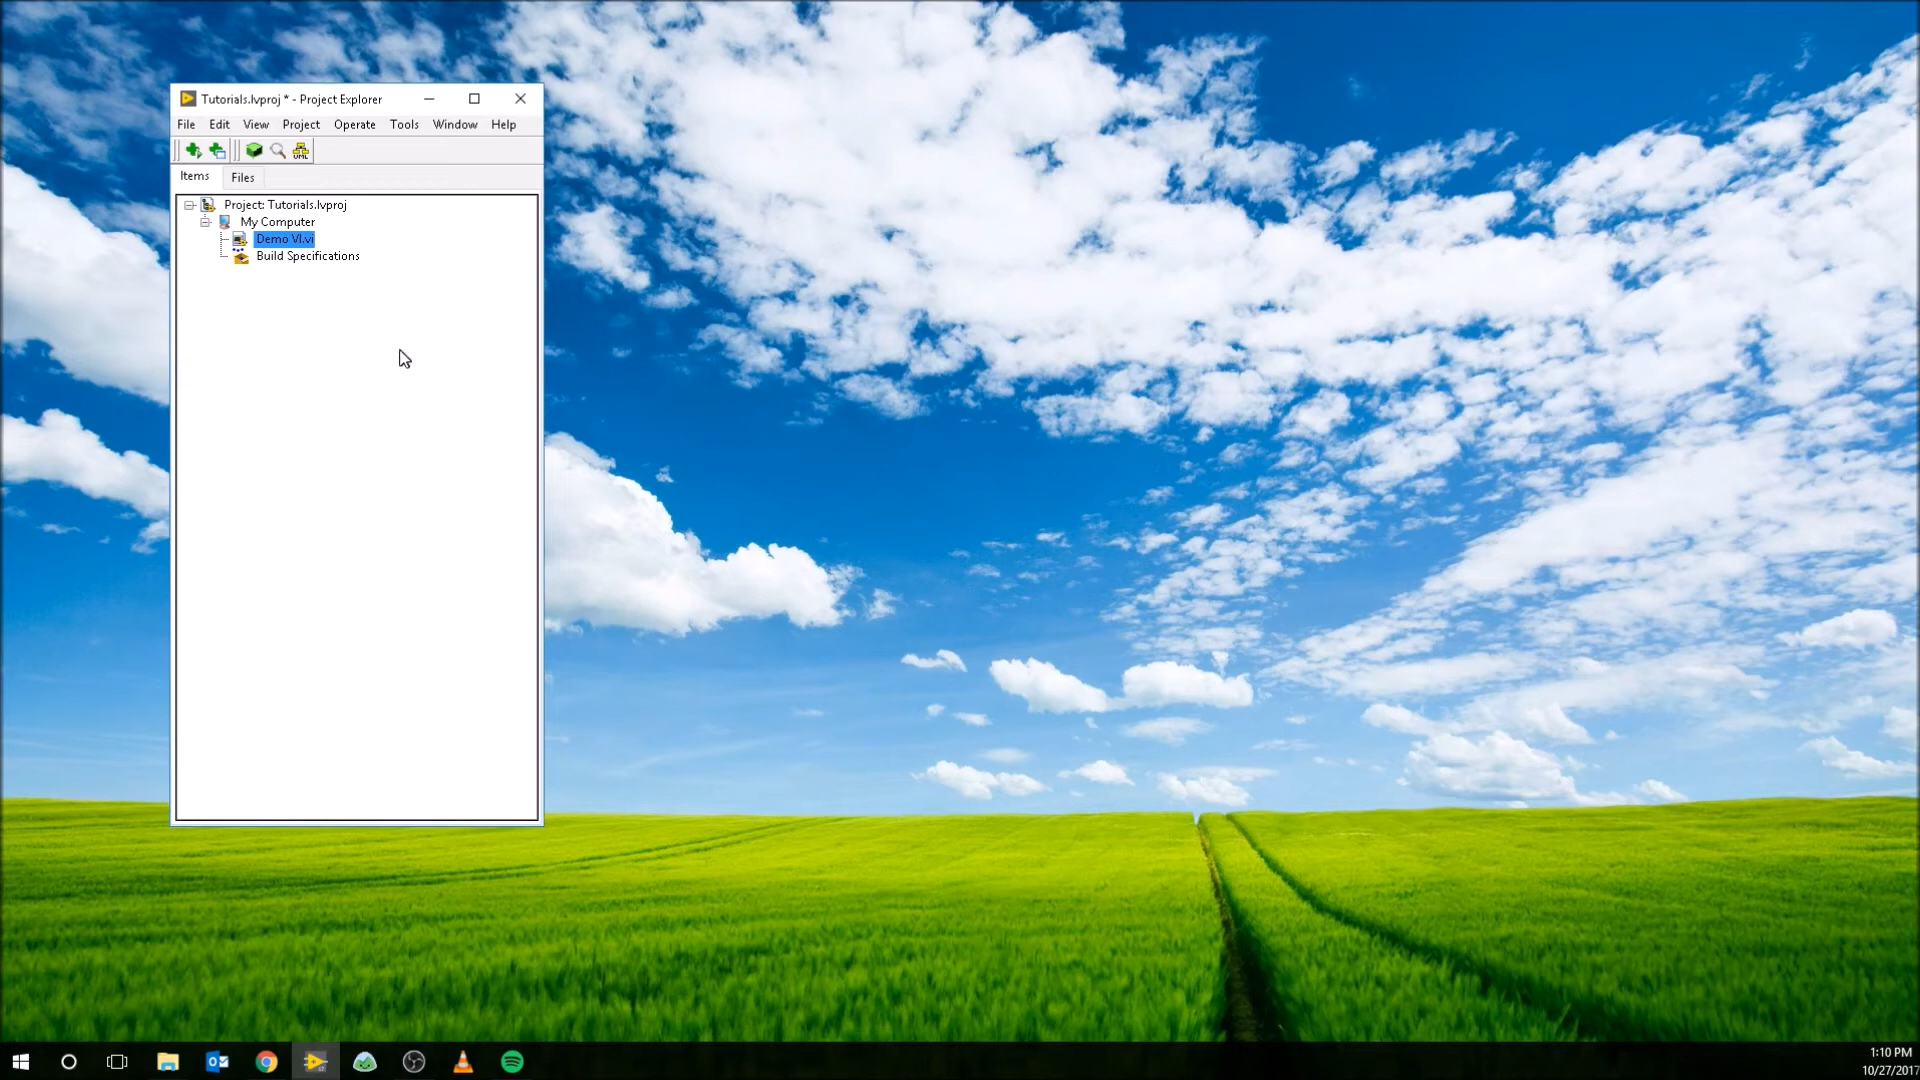 Tutorials.lvproj * - Project Explorer
File Edit View Project Operate Tools Window Help
Items Files
Project: Tutorials.lvproj
My Computer
Demo VI.vi
Build Specifications
1:10 PM
10/27/2017